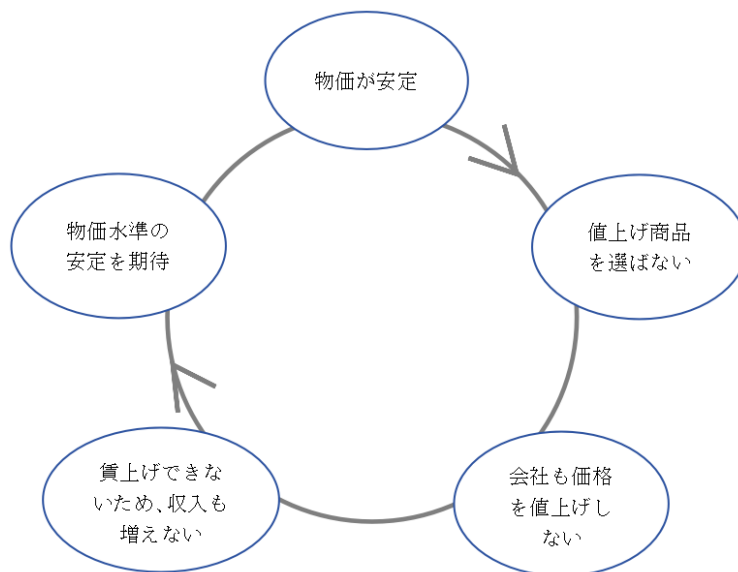 物価が安定
値上げ商品
を選ばない
会社も価格
を値上げし
ない
賃上げできな
いため、収入も
増えない
物価水準の
安定を期待